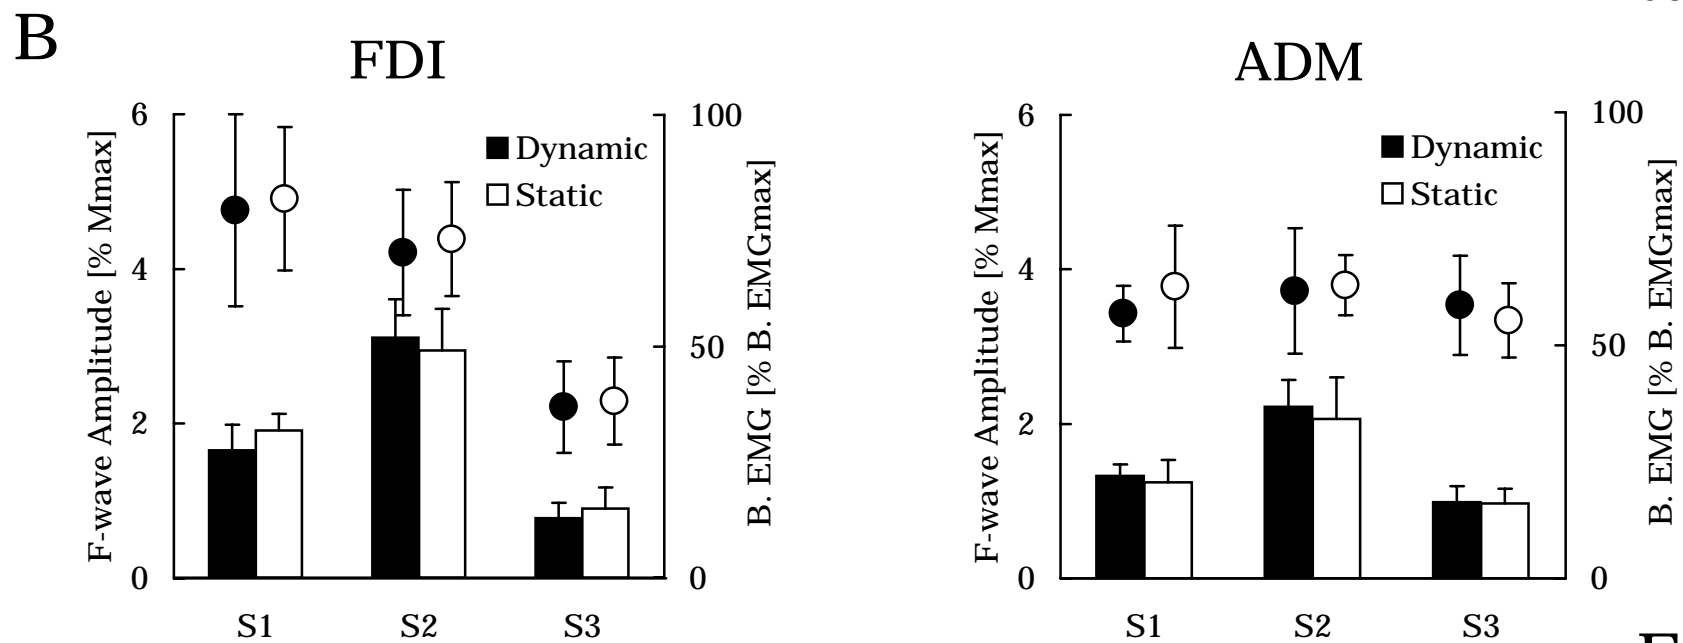 B
FDI
F-wave Amplitude [% Mmax]
6
4
2
0
Dynamic
Static
100
50
0
B. EMG [% B. EMGmax]
S1 S2 S3
ADM
F-wave Amplitude [% Mmax]
6
4
2
0
Dynamic
Static
100
50
0
B. EMG [% B. EMGmax]
S1 S2 S3